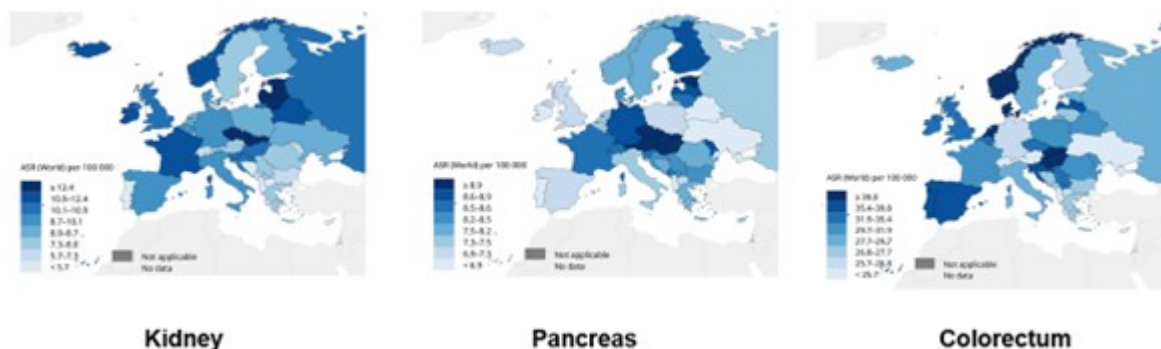 ASR (World) per 100 000
≥ 12.4
10.9–12.4
10.1–10.9
8.7–10.1
8.0–8.7
7.3–8.0
5.7–7.3
< 5.7
Not applicable
No data
Kidney
ASR (World) per 100 000
≥ 8.9
8.6–8.9
8.5–8.6
8.2–8.5
7.5–8.2
7.3–7.5
6.9–7.3
< 6.9
Not applicable
No data
Pancreas
ASR (World) per 100 000
35.4–39.8
31.9–35.4
29.7–31.9
27.7–29.7
26.8–27.7
25.7–26.8
< 25.7
Not applicable
No data
Colorectum